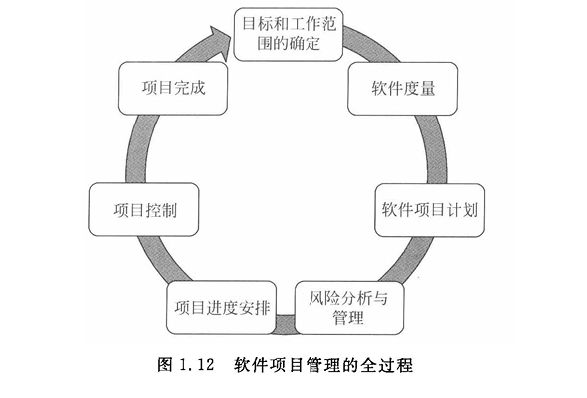 目标和工作范
围的确定
软件度量
软件项目计划
风险分析与
管理
项目进度安排
项目控制
项目完成
图 1.12 软件项目管理的全过程